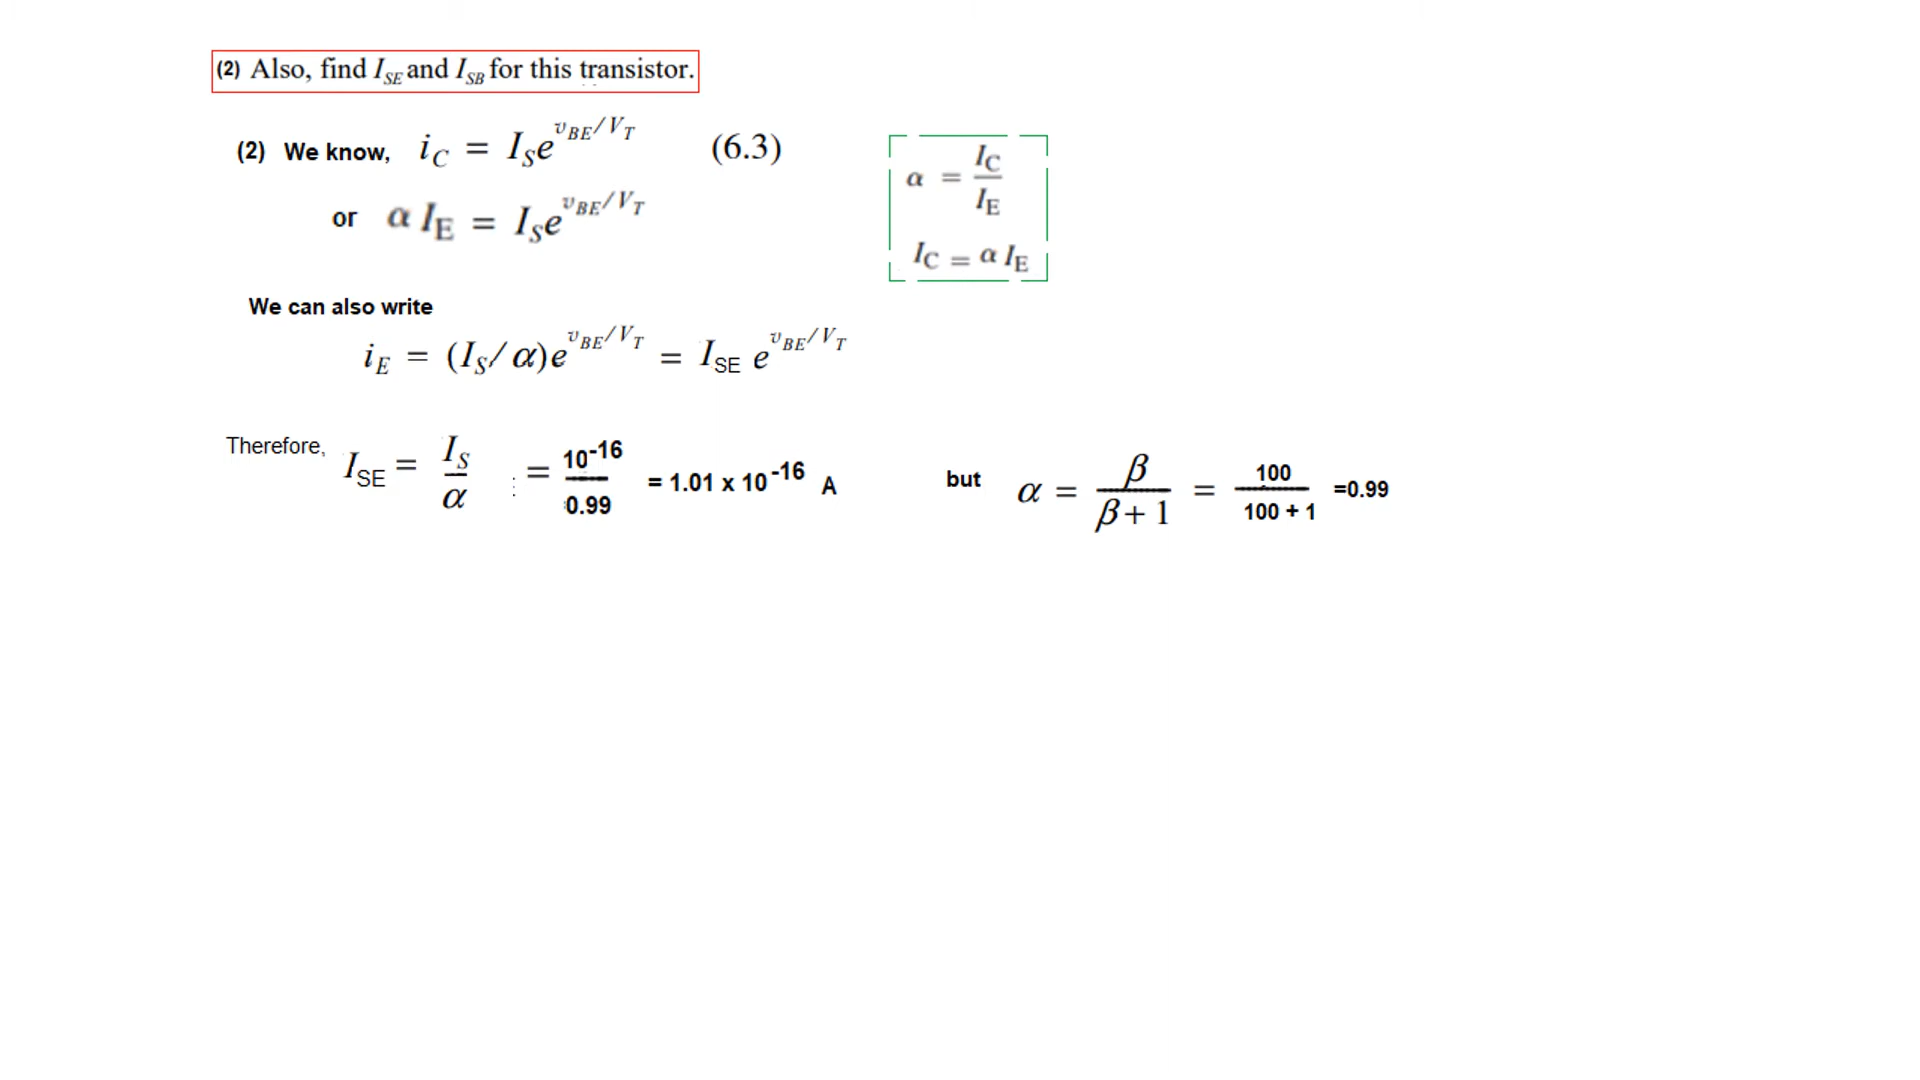 (2) Also, find I_SE and I_SB for this transistor.
(2) We know, i_C = I_S e^{v_BE/V_T} (6.3)
α = I_C / I_E
or α I_E = I_S e^{v_BE/V_T}
I_C = α I_E
We can also write
i_E = (I_S/α)e^{v_BE/V_T} = I_SE e^{v_BE/V_T}
Therefore, I_SE = I_S / α = 10^-16 / 0.99 = 1.01 x 10^-16 A but α = β / β+1 = 100 / 100 + 1 =0.99